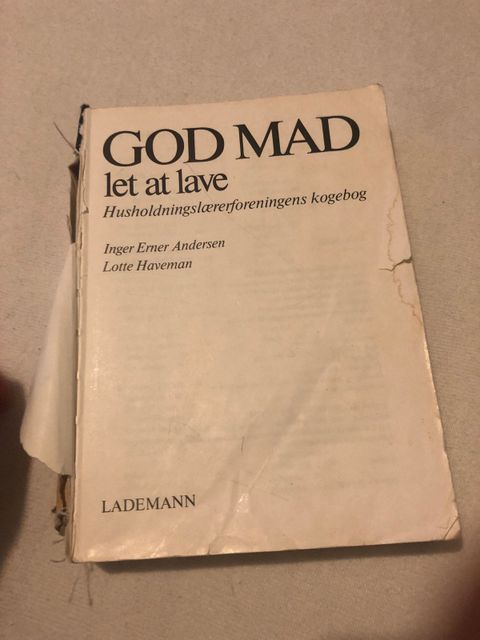 GOD MAD
let at lave
Husholdningslærerforeningens kogebog
Inger Erner Andersen
Lotte Haveman
LADEMANN